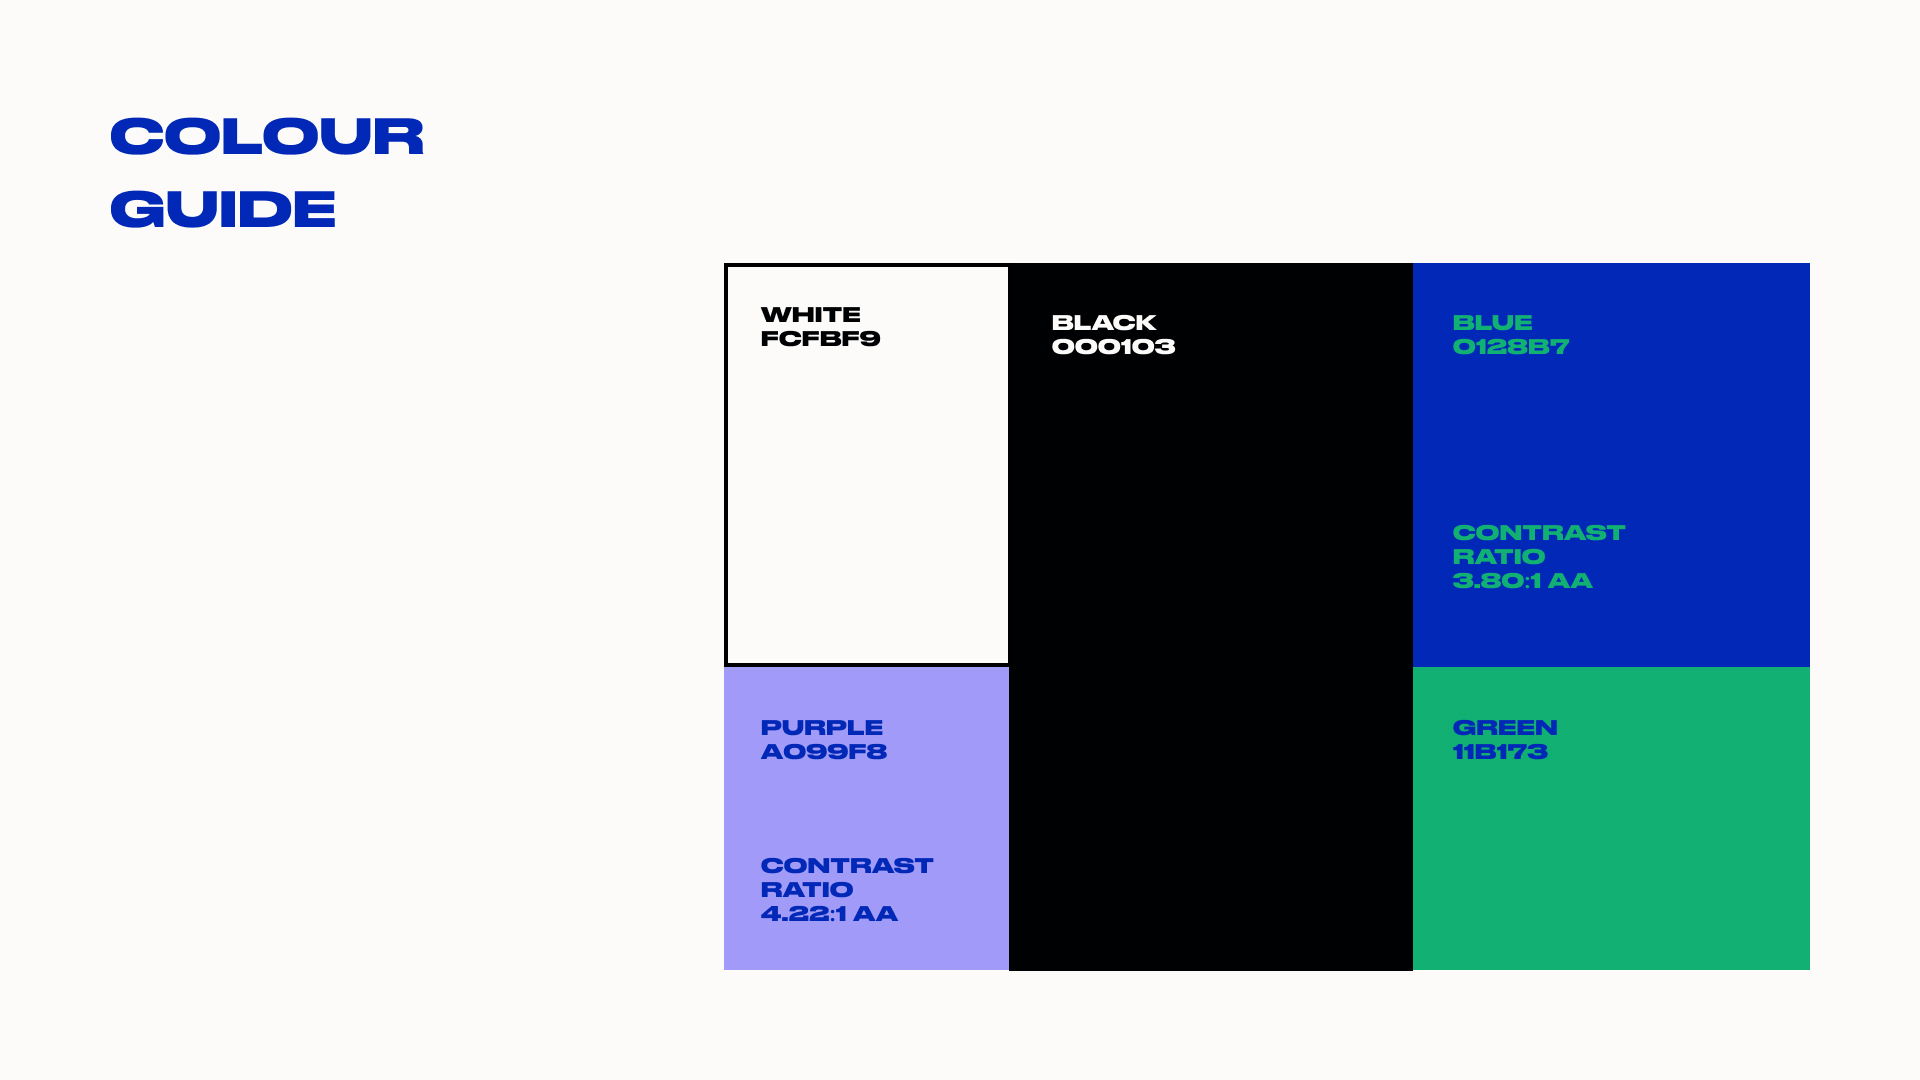 COLOUR
GUIDE
WHITE
FCFBF9
BLACK
000103
BLUE
0128B7
CONTRAST
RATIO
3.80:1 AA
PURPLE
A099F8
CONTRAST
RATIO
4.22:1 AA
GREEN
11B173